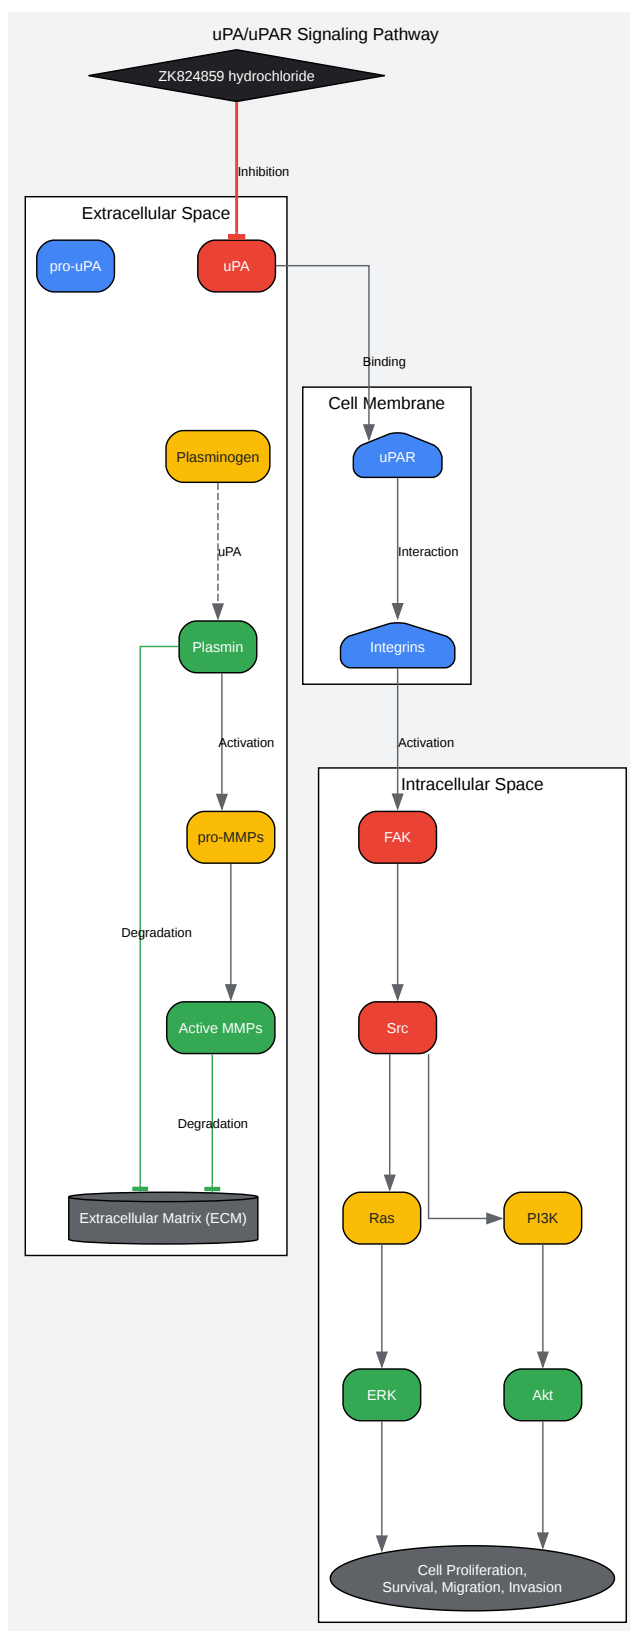 uPA/uPAR Signaling Pathway
ZK824859 hydrochloride
Inhibition
Extracellular Space
pro-uPA
uPA
Binding
Cell Membrane
Plasminogen
uPAR
uPA
Interaction
Plasmin
Integrins
Activation
Activation
Intracellular Space
pro-MMPs
FAK
Degradation
Active MMPs
Src
Degradation
Extracellular Matrix (ECM)
Ras
PI3K
ERK
Akt
Cell Proliferation,
Survival, Migration, Invasion